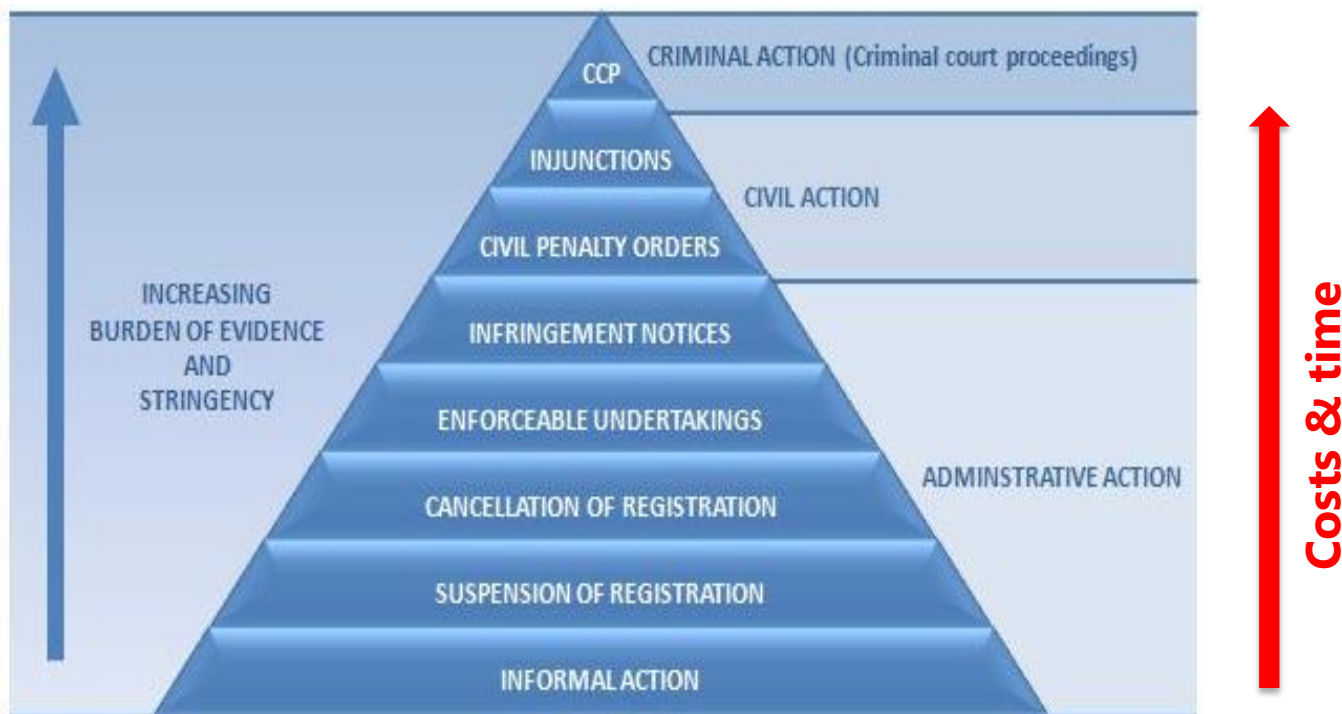 CCP
CRIMINAL ACTION (Criminal court proceedings)
INJUNCTIONS
CIVIL ACTION
CIVIL PENALTY ORDERS
INCREASING
BURDEN OF EVIDENCE
AND
STRINGENCY
INFRINGEMENT NOTICES
ENFORCEABLE UNDERTAKINGS
ADMINSTRATIVE ACTION
CANCELLATION OF REGISTRATION
SUSPENSION OF REGISTRATION
INFORMAL ACTION
Costs & time